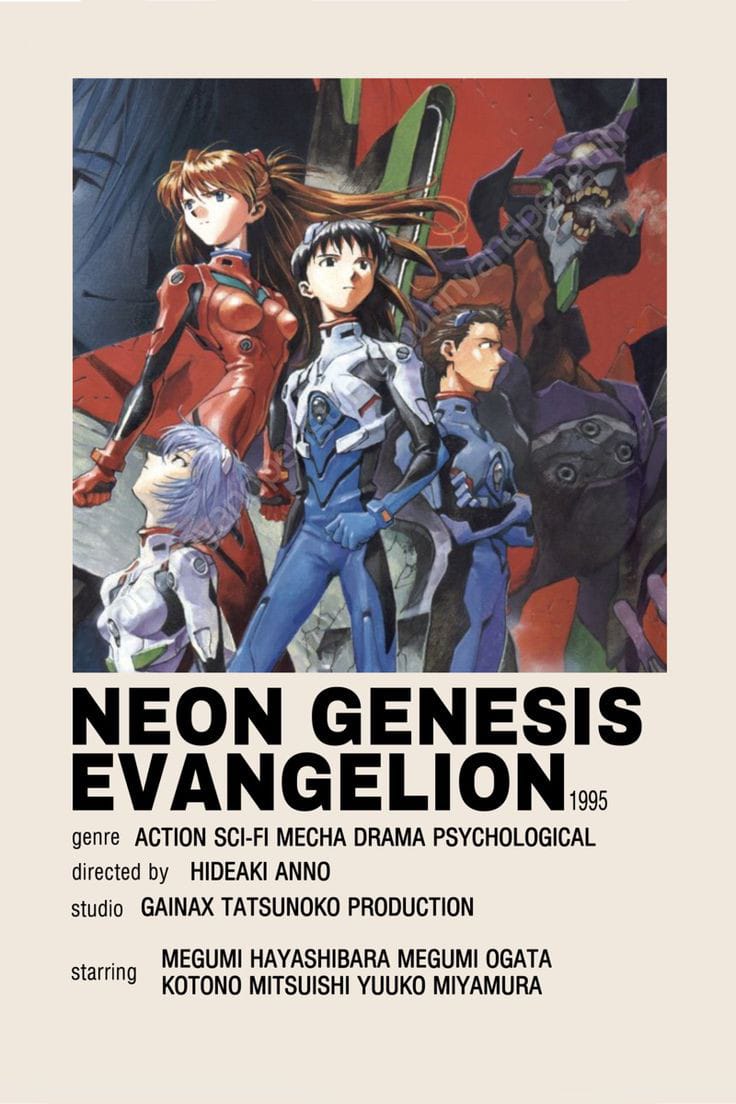 NEON GENESIS
EVANGELION 1995
genre ACTION SCI-FI MECHA DRAMA PSYCHOLOGICAL
directed by HIDEAKI ANNO
studio GAINAX TATSUNOKO PRODUCTION
starring MEGUMI HAYASHIBARA MEGUMI OGATA
KOTONO MITSUISHI YUUKO MIYAMURA